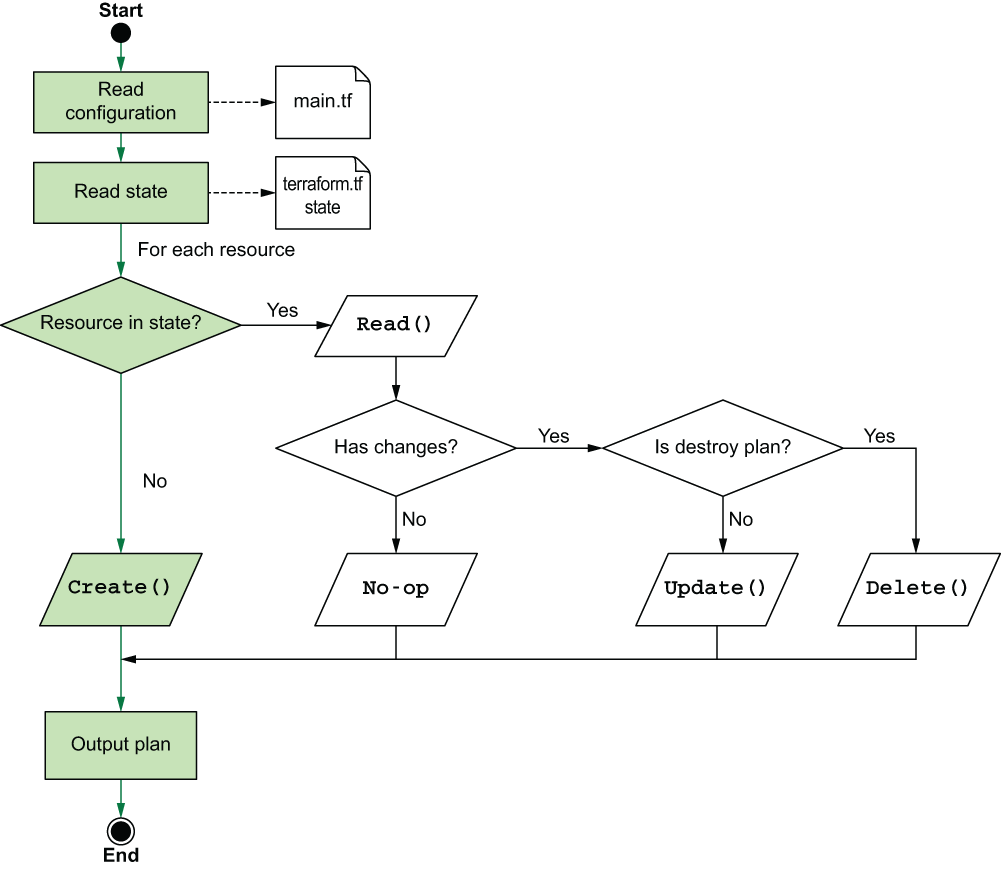 Start
Read
configuration
main.tf
Read state
terraform.tf
state
For each resource
Resource in state?
Yes
Read()
Has changes?
Yes
Is destroy plan?
Yes
No
No
No
Create()
No-op
Update()
Delete()
Output plan
End